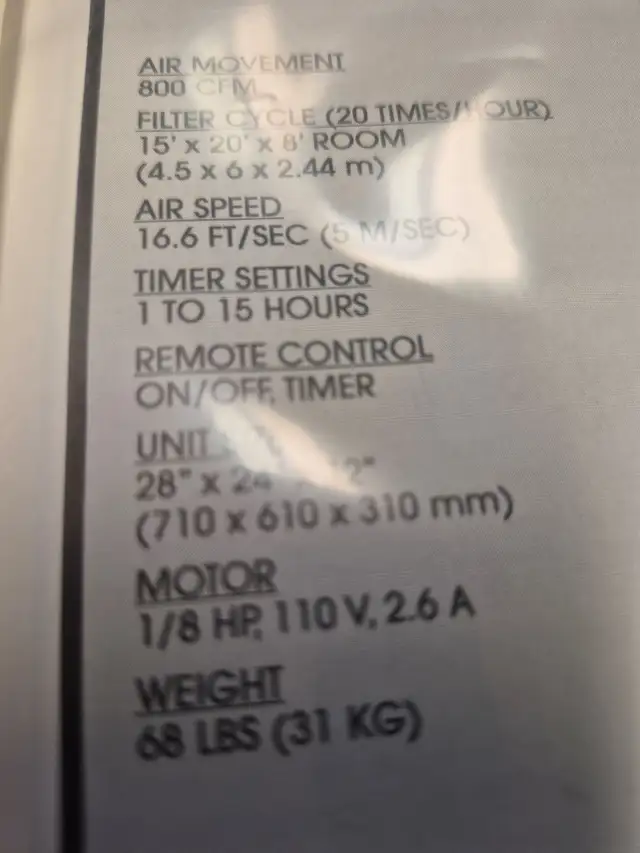 AIR MOVEMENT
800 CFM
FILTER CYCLE (20 TIMES/HOUR)
15' x 20' x 8' ROOM
(4.5 x 6 x 2.44 m)
AIR SPEED
16.6 FT/SEC (5 M/SEC)
TIMER SETTINGS
1 TO 15 HOURS
REMOTE CONTROL
ON/OFF, TIMER
UNIT
28" x 24 2"
(710 x 610 x 310 mm)
MOTOR
1/8 HP, 110 V, 2.6 A
WEIGHT
68 LBS (31 KG)